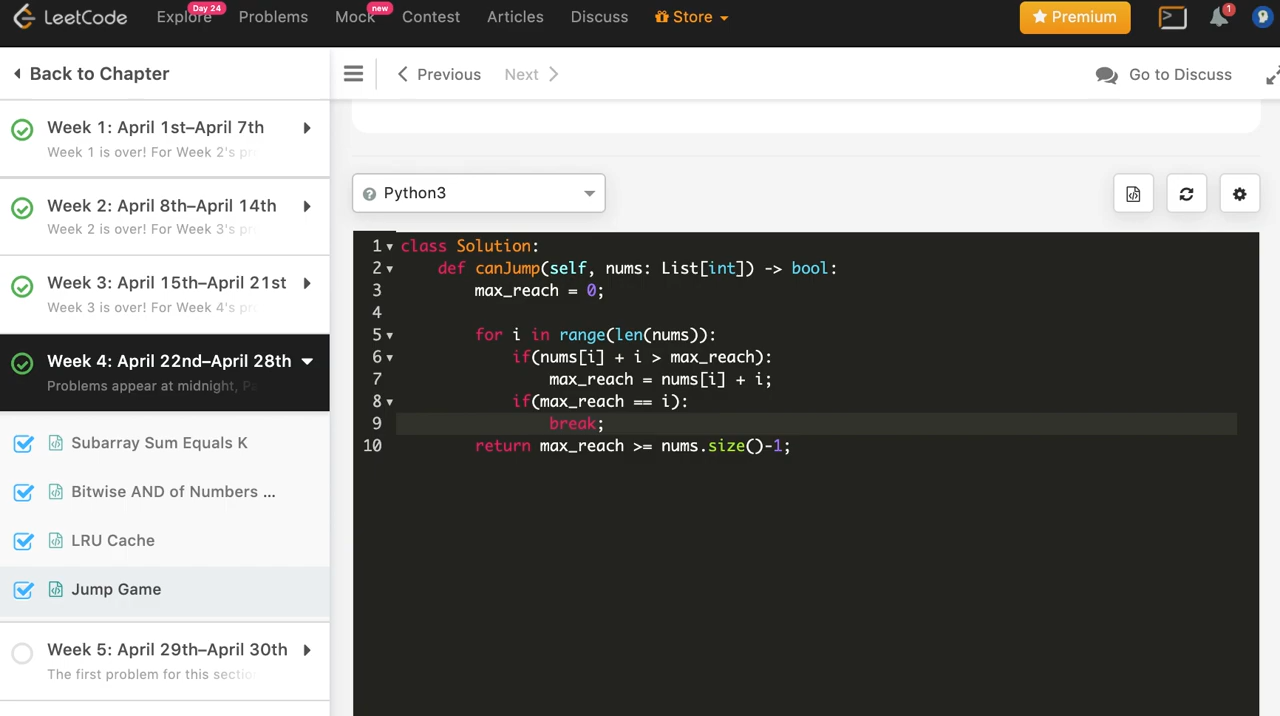 LeetCode Explore Day 24 Problems Mock new Contest Articles Discuss Store Premium 1
Back to Chapter
Previous Next Go to Discuss
Week 1: April 1st–April 7th
Week 1 is over! For Week 2's pr
Week 2: April 8th–April 14th
Week 2 is over! For Week 3's pr
Week 3: April 15th–April 21st
Week 3 is over! For Week 4's pr
Week 4: April 22nd–April 28th
Problems appear at midnight, Pa
Subarray Sum Equals K
Bitwise AND of Numbers ...
LRU Cache
Jump Game
Week 5: April 29th–April 30th
The first problem for this section
Python3
1 class Solution:
2     def canJump(self, nums: List[int]) -> bool:
3         max_reach = 0;
4
5         for i in range(len(nums)):
6             if(nums[i] + i > max_reach):
7                 max_reach = nums[i] + i;
8             if(max_reach == i):
9                 break;
10         return max_reach >= nums.size()-1;